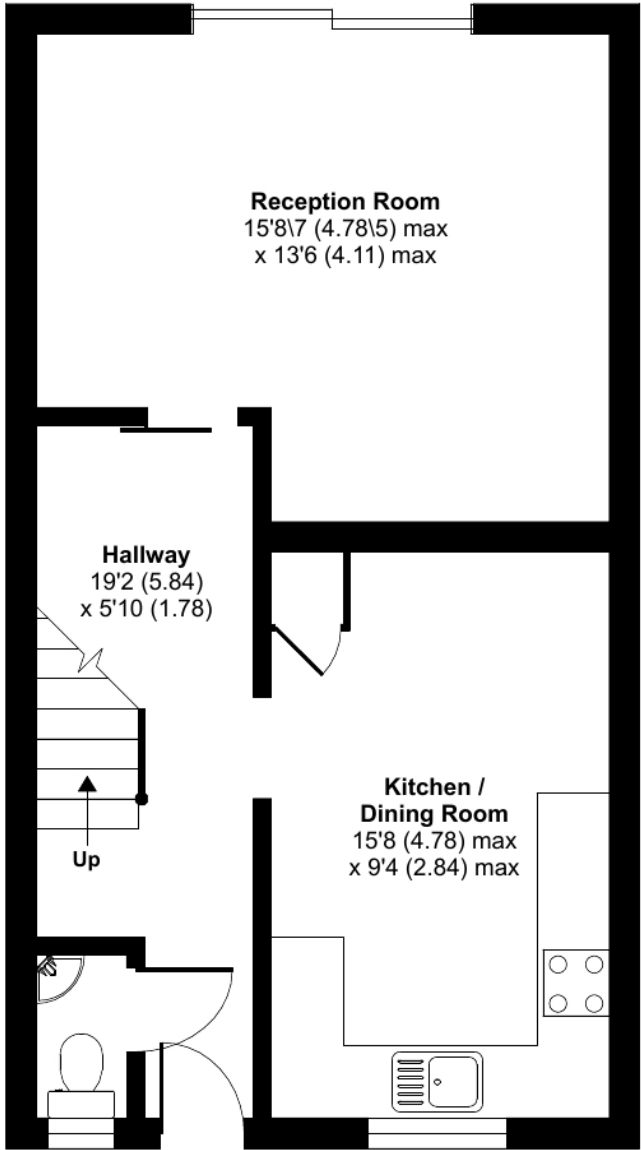 Reception Room
15'8\7 (4.78\5) max
x 13'6 (4.11) max
Hallway
19'2 (5.84)
x 5'10 (1.78)
Up
Kitchen /
Dining Room
15'8 (4.78) max
x 9'4 (2.84) max